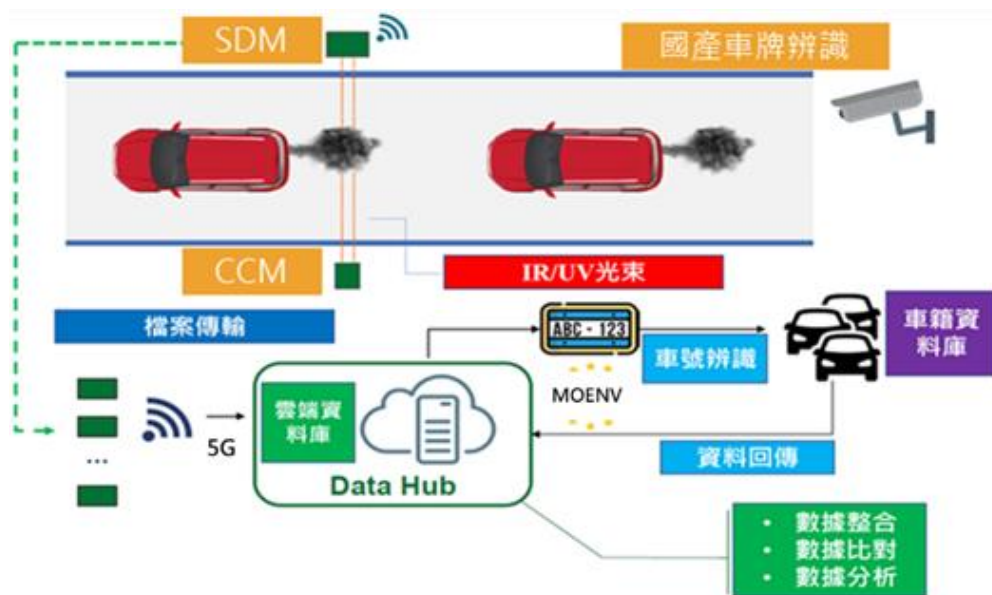 SDM
國產車牌辨識
CCM
IR/UV光束
檔案傳輸
ABC·123
車號辨識
車籍資
料庫
MOENV
5G
雲端資
料庫
資料回傳
...
Data Hub
• 數據整合
• 數據比對
• 數據分析